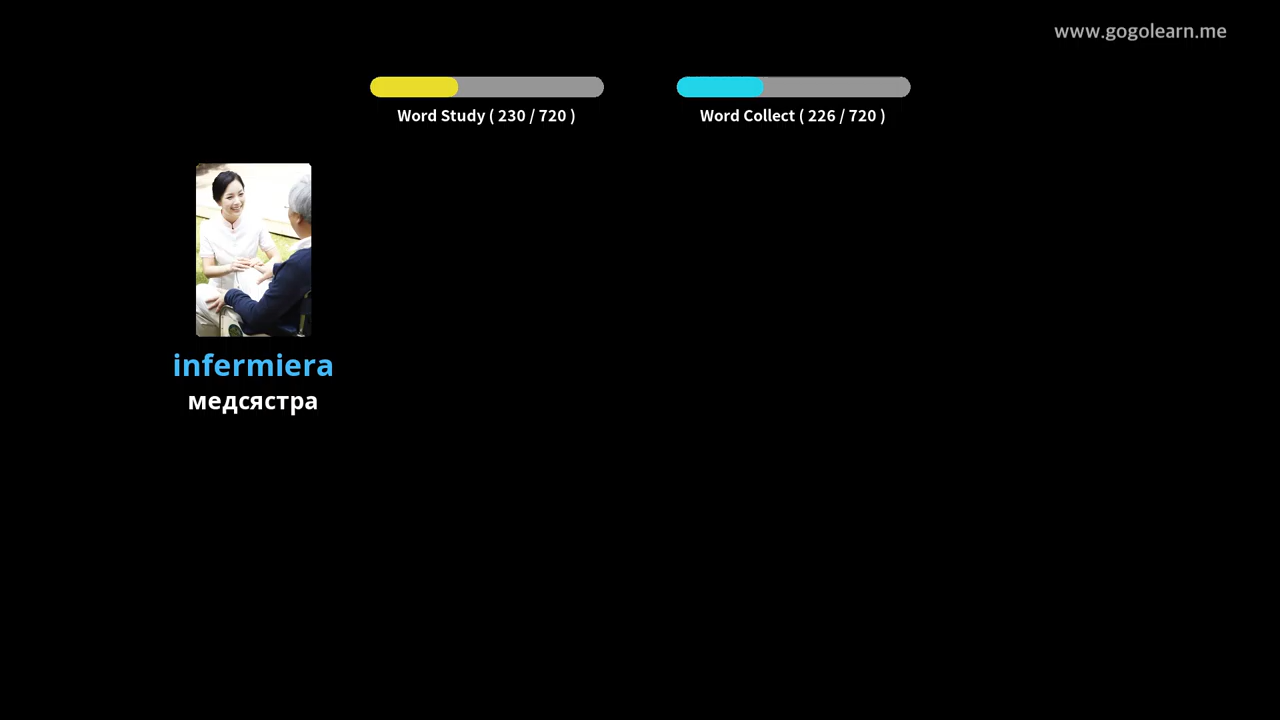 www.gogolearn.me
Word Study ( 230 / 720 )
Word Collect ( 226 / 720 )
infermiera
медсястра